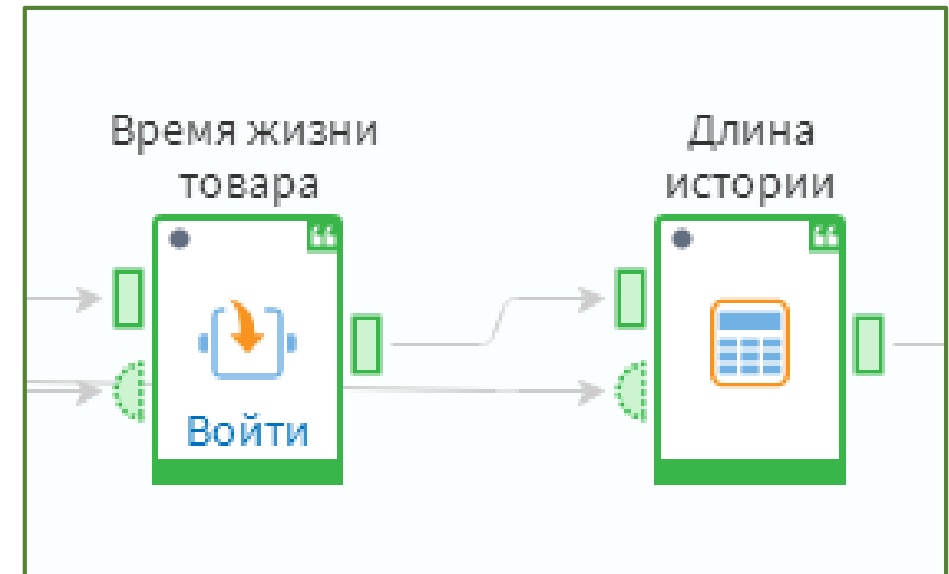 Время жизни
товара
Длина
истории
Войти